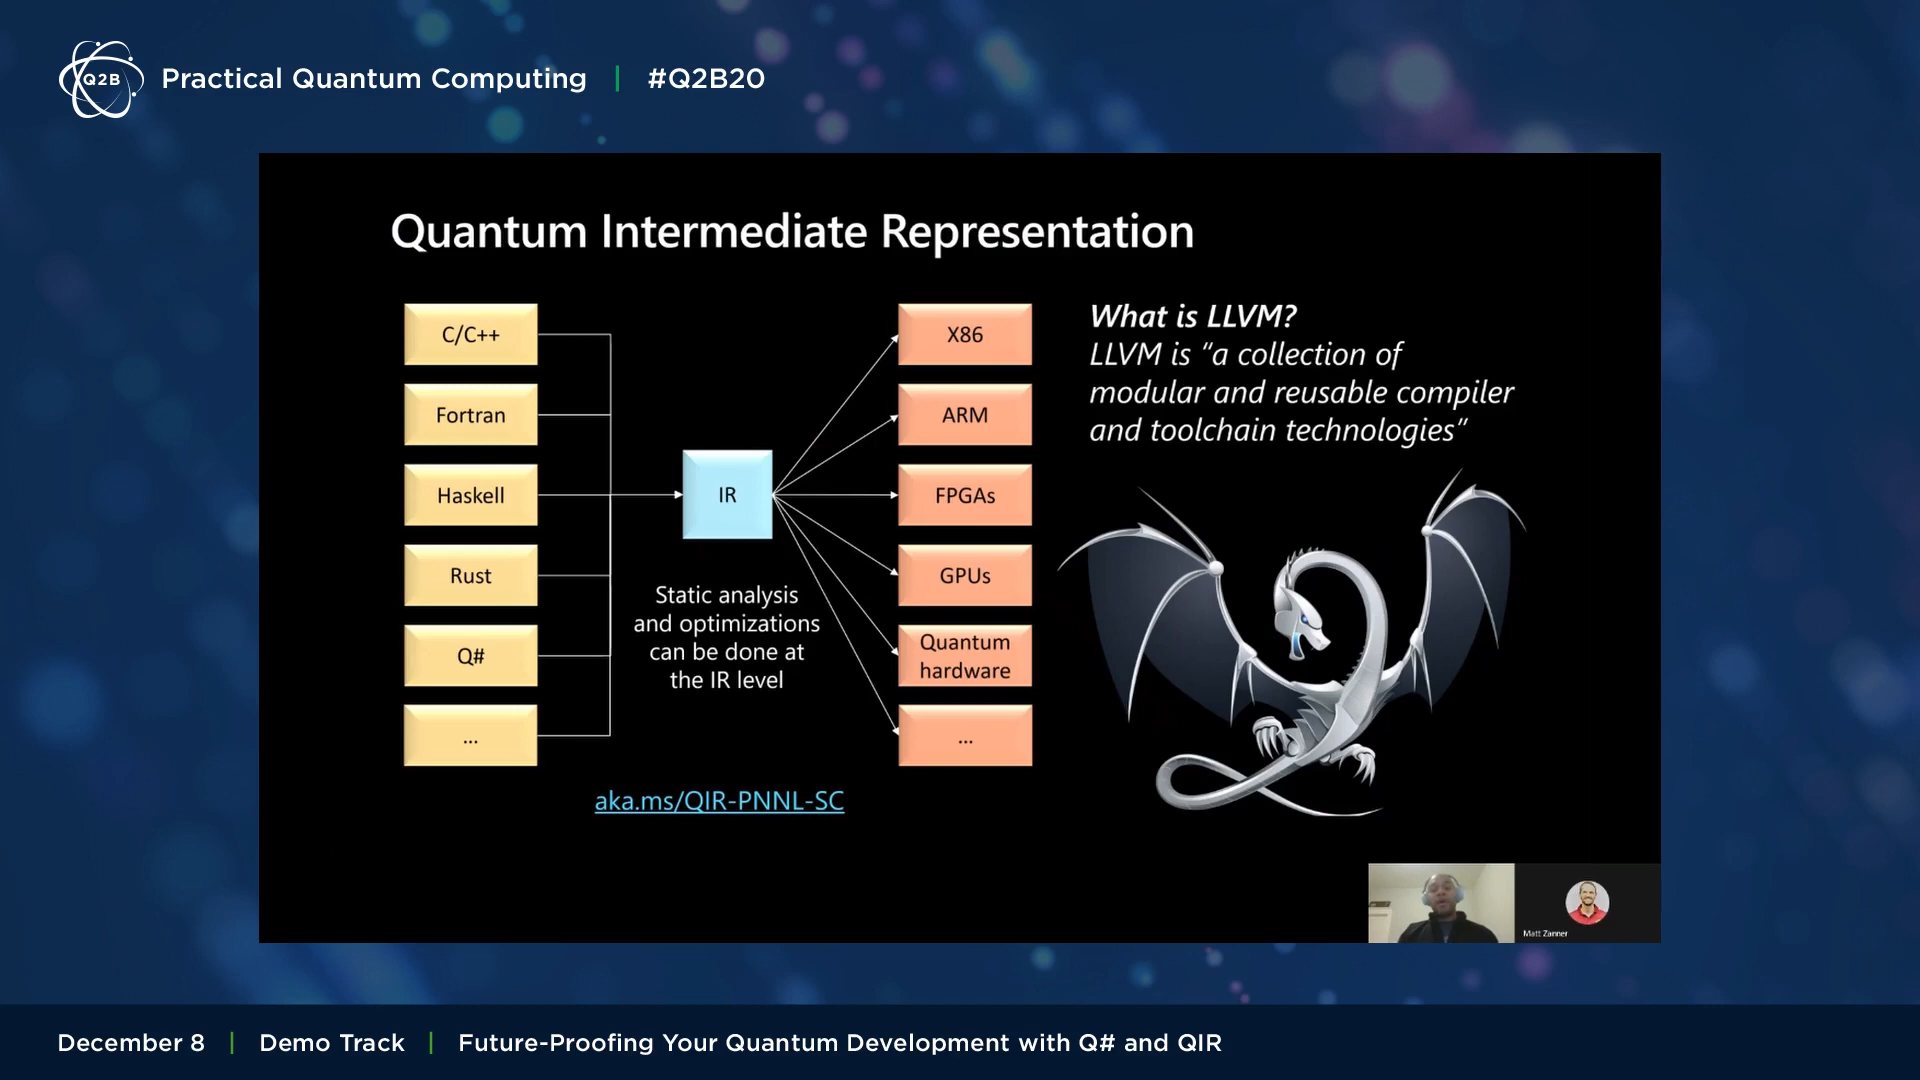 Q2B
Practical Quantum Computing | #Q2B20
Quantum Intermediate Representation
C/C++
Fortran
Haskell
Rust
Q#
...
IR
Static analysis
and optimizations
can be done at
the IR level
X86
ARM
FPGAs
GPUs
Quantum
hardware
...
aka.ms/QIR-PNNL-SC
What is LLVM?
LLVM is “a collection of
modular and reusable compiler
and toolchain technologies”
Matt Zanner
December 8 | Demo Track | Future-Proofing Your Quantum Development with Q# and QIR